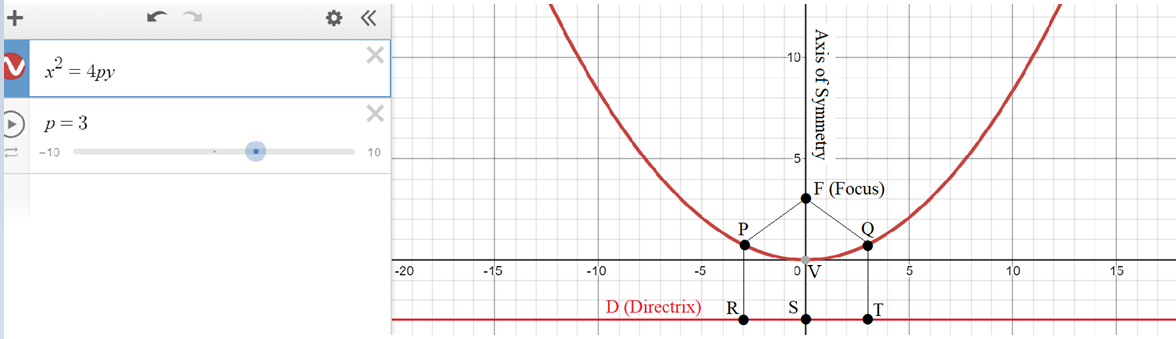 x² = 4py
p = 3
-10
10
Axis of Symmetry
10
5
F (Focus)
P
Q
-20
-15
-10
-5
0
V
5
10
15
D (Directrix)
R
S
T